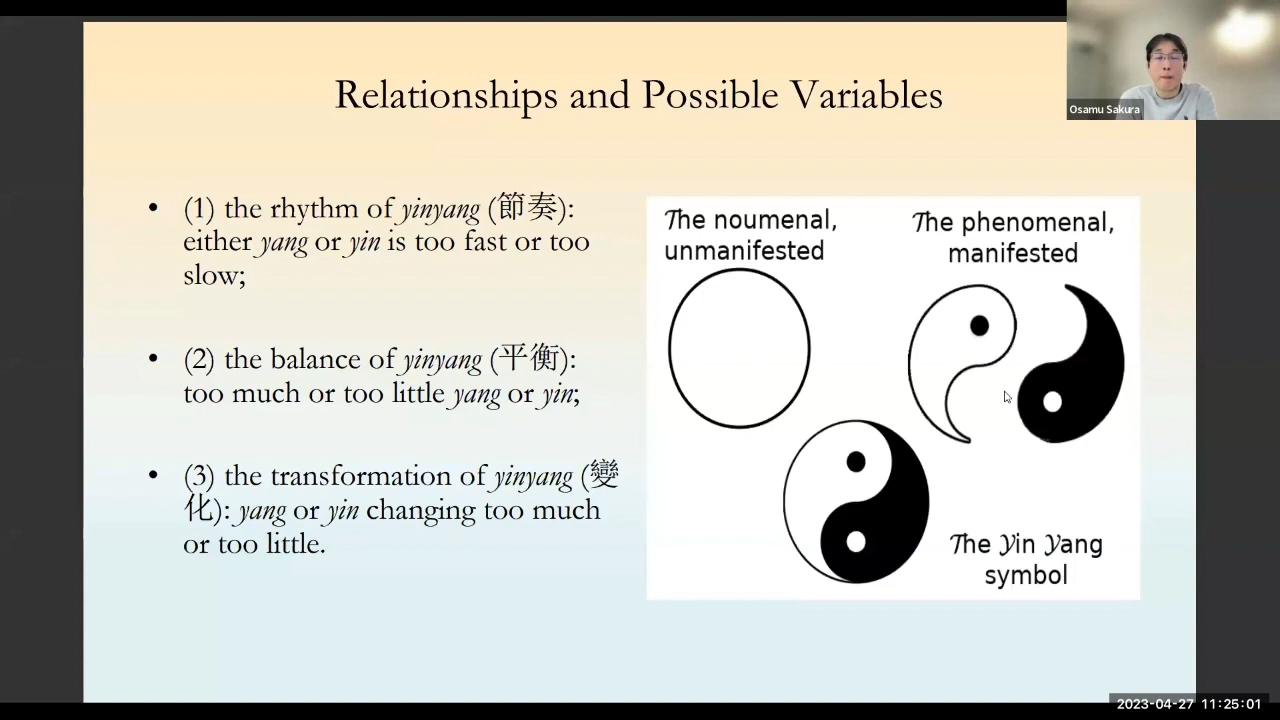 Relationships and Possible Variables
Osamu Sakura
• (1) the rhythm of yinyang (節奏):
either yang or yin is too fast or too
slow;
• (2) the balance of yinyang (平衡):
too much or too little yang or yin;
• (3) the transformation of yinyang (變
化): yang or yin changing too much
or too little.
The noumenal,
unmanifested
The phenomenal,
manifested
The Yin Yang
symbol
2023-04-27 11:25:01